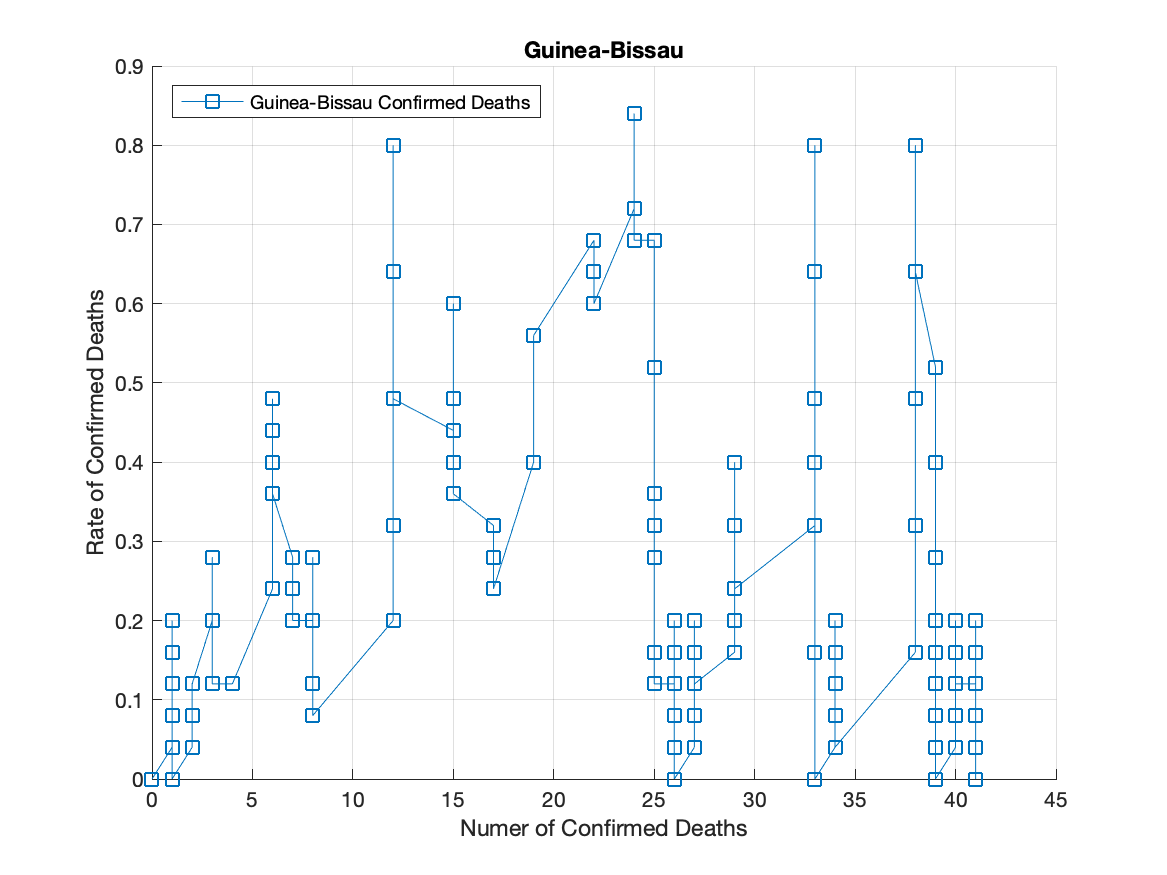 Guinea-Bissau
Guinea-Bissau Confirmed Deaths
Rate of Confirmed Deaths
0.9
0.8
0.7
0.6
0.5
0.4
0.3
0.2
0.1
0
0 5 10 15 20 25 30 35 40 45
Numer of Confirmed Deaths